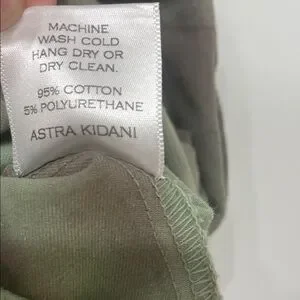 MACHINE
WASH COLD
HANG DRY OR
DRY CLEAN.
95% COTTON
5% POLYURETHANE
ASTRA KIDANI